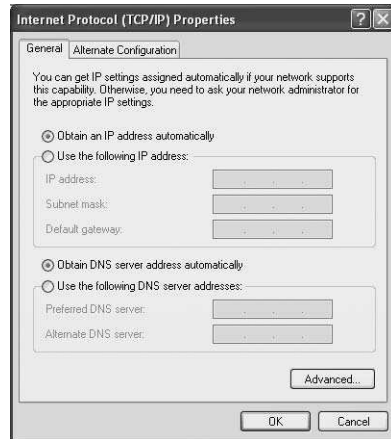 Internet Protocol (TCP/IP) Properties
General Alternate Configuration
You can get IP settings assigned automatically if your network supports
this capability. Otherwise, you need to ask your network administrator for
the appropriate IP settings.
Obtain an IP address automatically
Use the following IP address:
IP address:
Subnet mask:
Default gateway:
Obtain DNS server address automatically
Use the following DNS server addresses:
Preferred DNS server:
Alternate DNS server:
Advanced...
OK Cancel